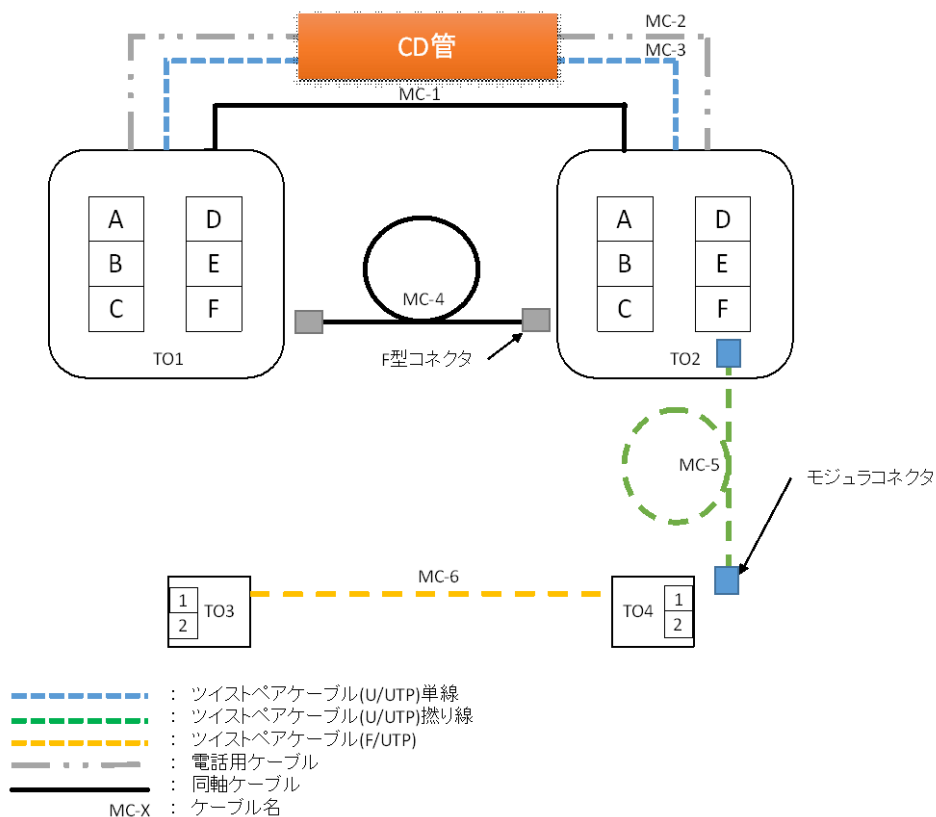 MC-2
CD管
MC-3
MC-1
A D
B E
C F
TO1
A D
B E
C F
TO2
MC-4
F型コネクタ
MC-5
モジュラコネクタ
MC-6
1
2
TO3
TO4
1
2
： ツイストペアケーブル(U/UTP)単線
： ツイストペアケーブル(U/UTP)撚り線
： ツイストペアケーブル(F/UTP)
： 電話用ケーブル
： 同軸ケーブル
MC-X ： ケーブル名